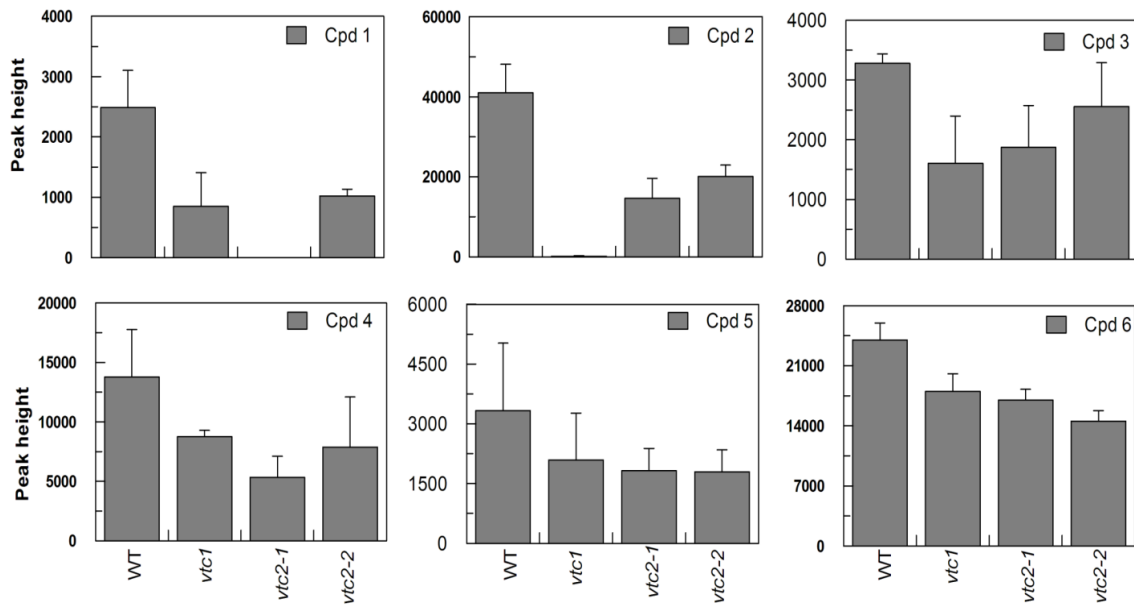 Peak height
4000
3000
2000
1000
0
Cpd 1
60000
40000
20000
0
Cpd 2
4000
3000
2000
1000
0
Cpd 3
Peak height
20000
15000
10000
5000
0
Cpd 4
WT
vtc1
vtc2-1
vtc2-2
6000
4500
3000
1500
0
Cpd 5
WT
vtc1
vtc2-1
vtc2-2
28000
21000
14000
7000
0
Cpd 6
WT
vtc1
vtc2-1
vtc2-2